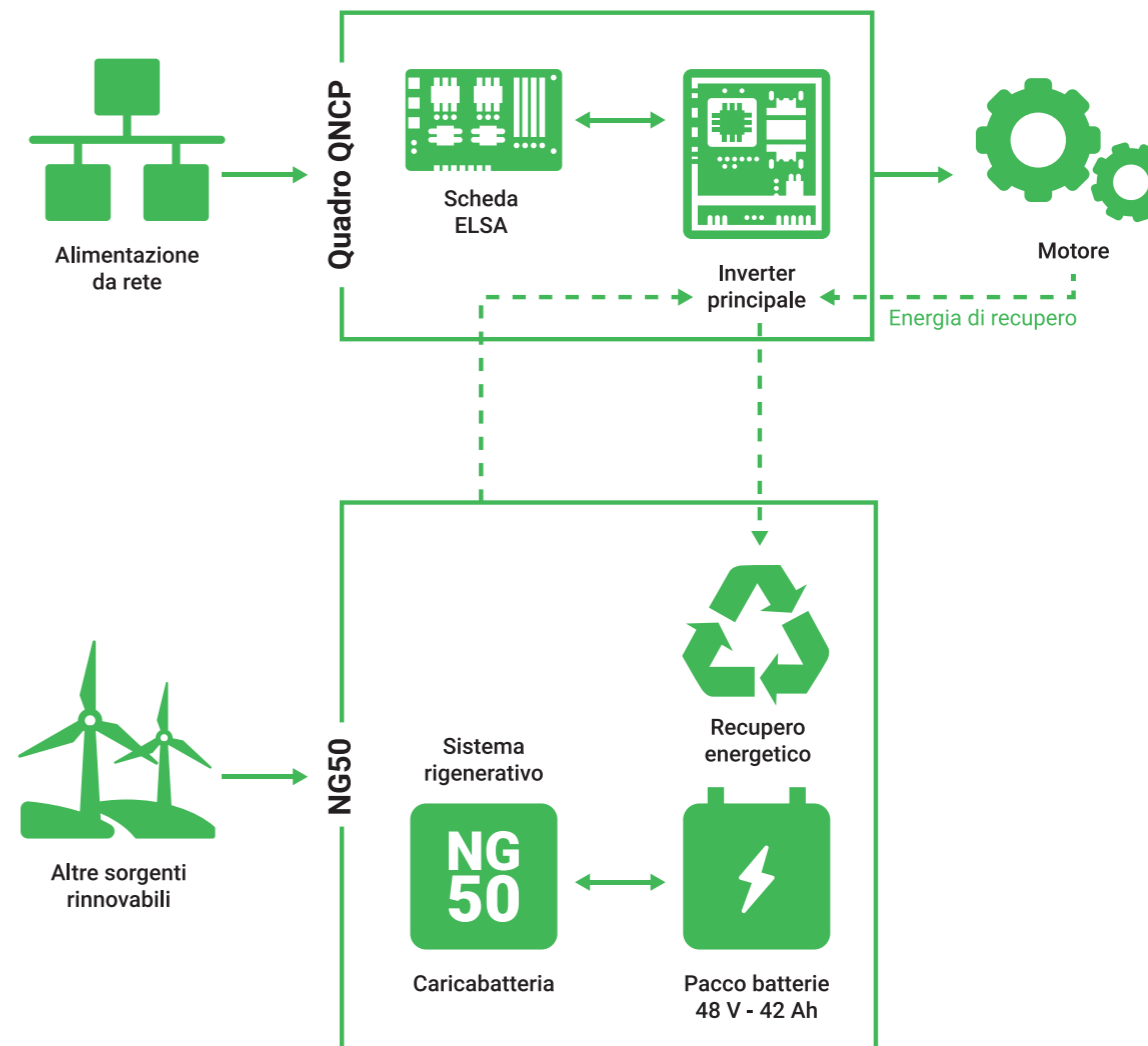 Quadro QNCP
Scheda
ELSA
Alimentazione
da rete
Inverter
principale
Motore
Energia di recupero
NG50
Recupero
energetico
Sistema
rigenerativo
NG
50
Altre sorgenti
rinnovabili
Caricabatteria
Pacco batterie
48 V - 42 Ah